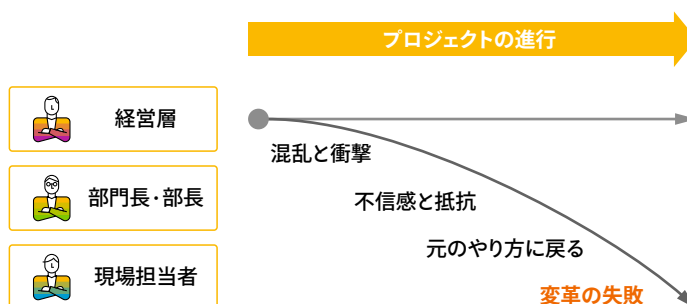 プロジェクトの進行
経営層
混乱と衝撃
部門長・部長
不信感と抵抗
元のやり方に戻る
現場担当者
変革の失敗